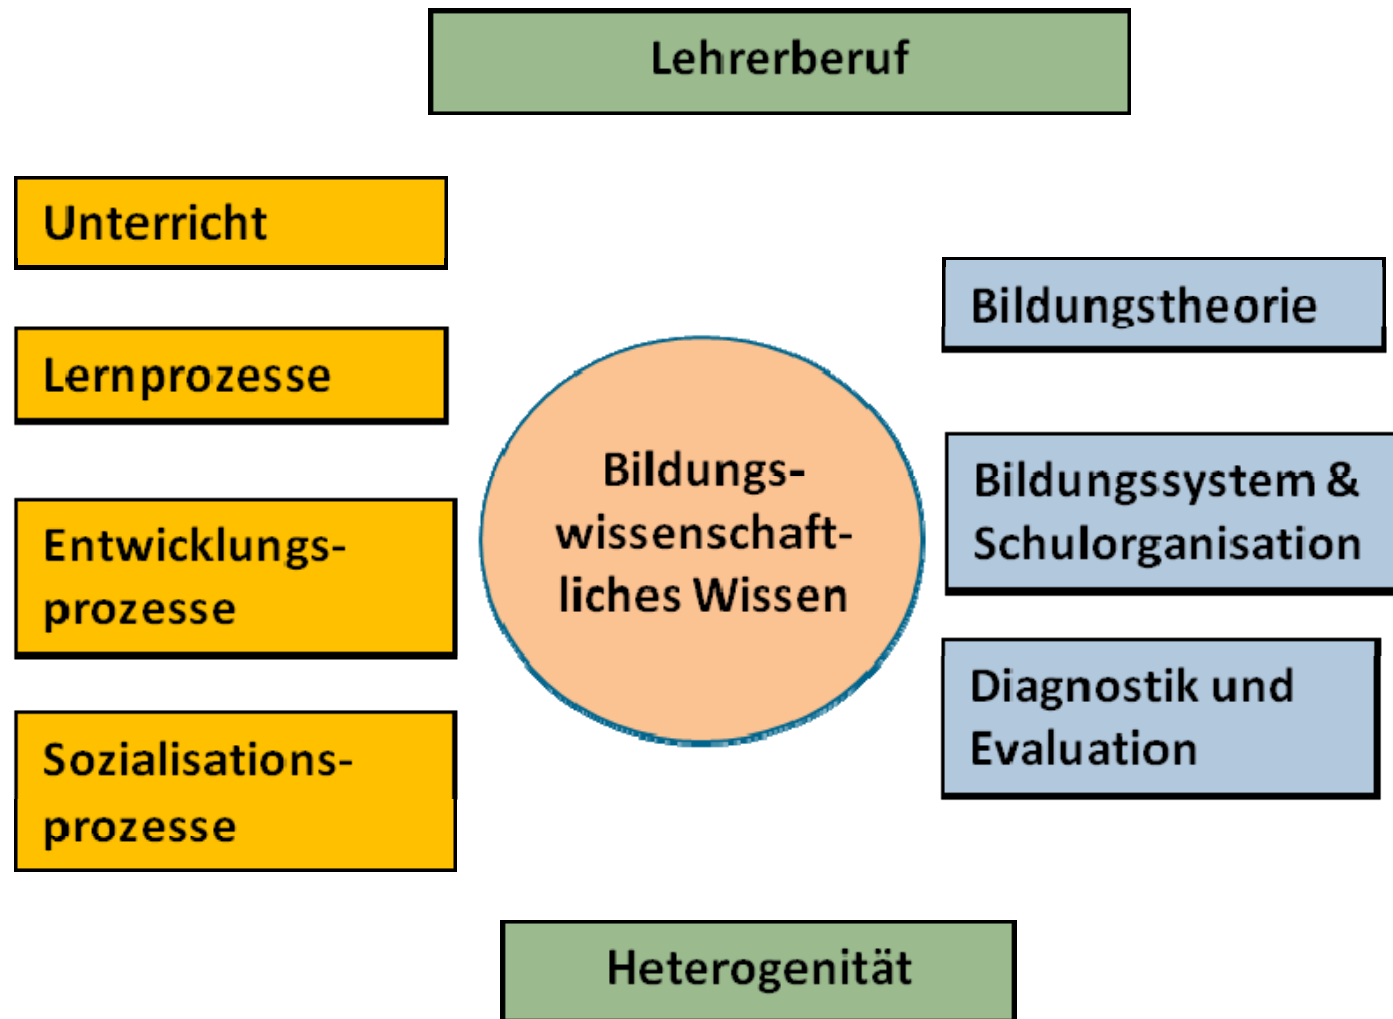 Lehrerberuf
Unterricht
Lernprozesse
Entwicklungs-
prozesse
Sozialisations-
prozesse
Bildungs-
wissenschaft-
liches Wissen
Bildungstheorie
Bildungssystem &
Schulorganisation
Diagnostik und
Evaluation
Heterogenität